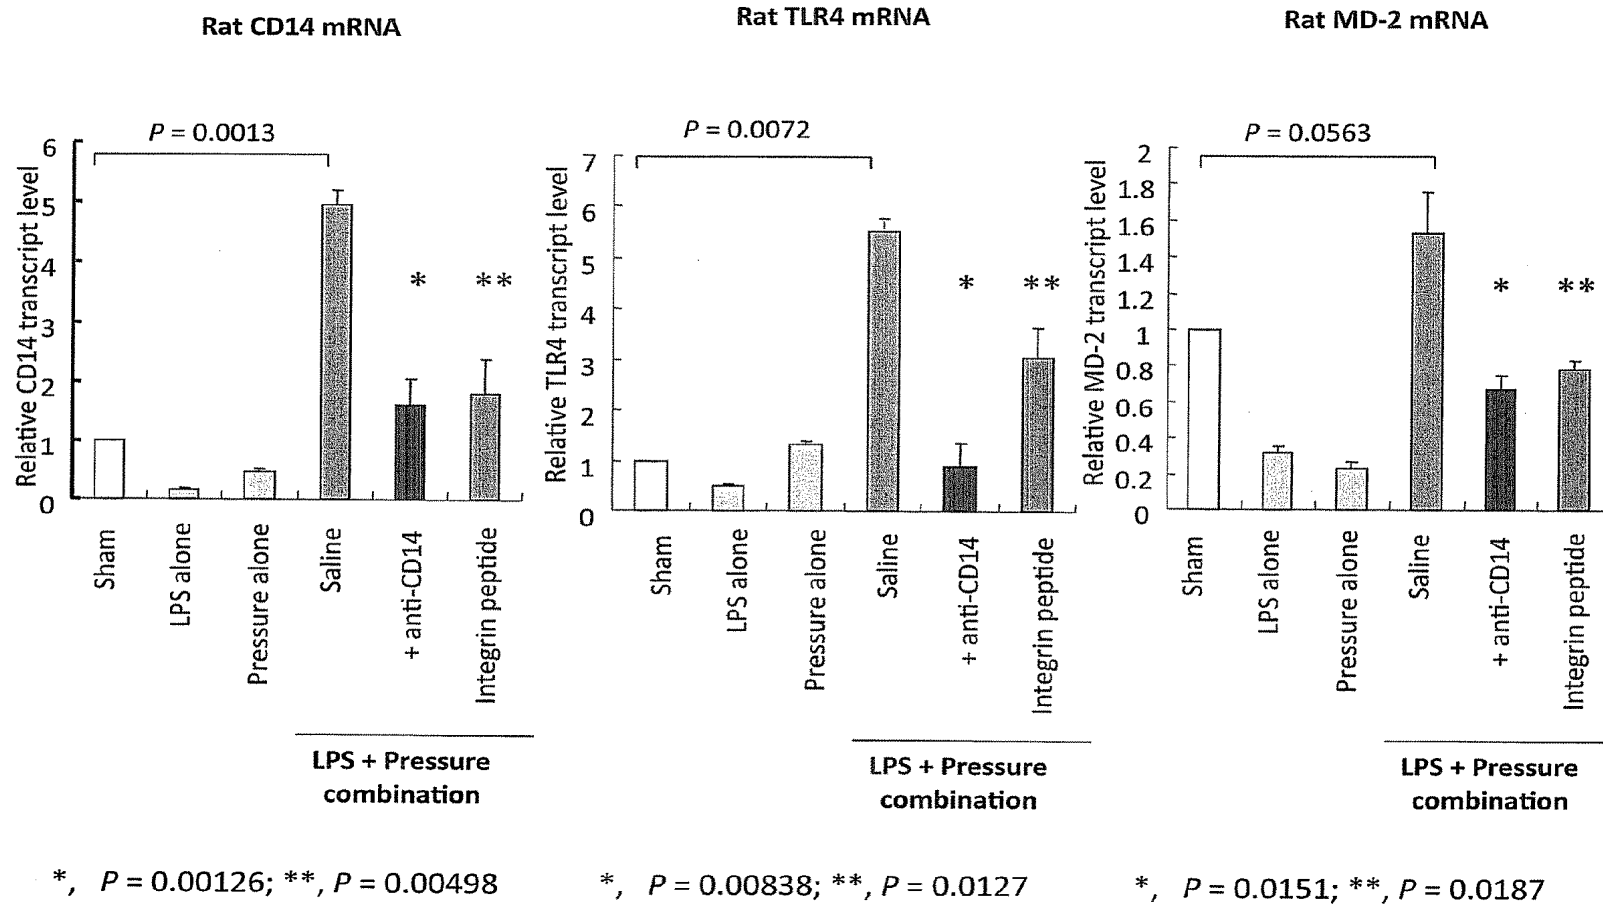 Rat CD14 mRNA
P = 0.0013
Relative CD14 transcript level
6
5
4
3
2
1
0
* **
Sham
LPS alone
Pressure alone
Saline
+ anti-CD14
Integrin peptide
LPS + Pressure
combination
*, P = 0.00126; **, P = 0.00498
Rat TLR4 mRNA
P = 0.0072
Relative TLR4 transcript level
7
6
5
4
3
2
1
0
* **
Sham
LPS alone
Pressure alone
Saline
+ anti-CD14
Integrin peptide
LPS + Pressure
combination
*, P = 0.00838; **, P = 0.0127
Rat MD-2 mRNA
P = 0.0563
Relative MD-2 transcript level
2
1.8
1.6
1.4
1.2
1
0.8
0.6
0.4
0.2
0
* **
Sham
LPS alone
Pressure alone
Saline
+ anti-CD14
Integrin peptide
LPS + Pressure
combination
*, P = 0.0151; **, P = 0.0187